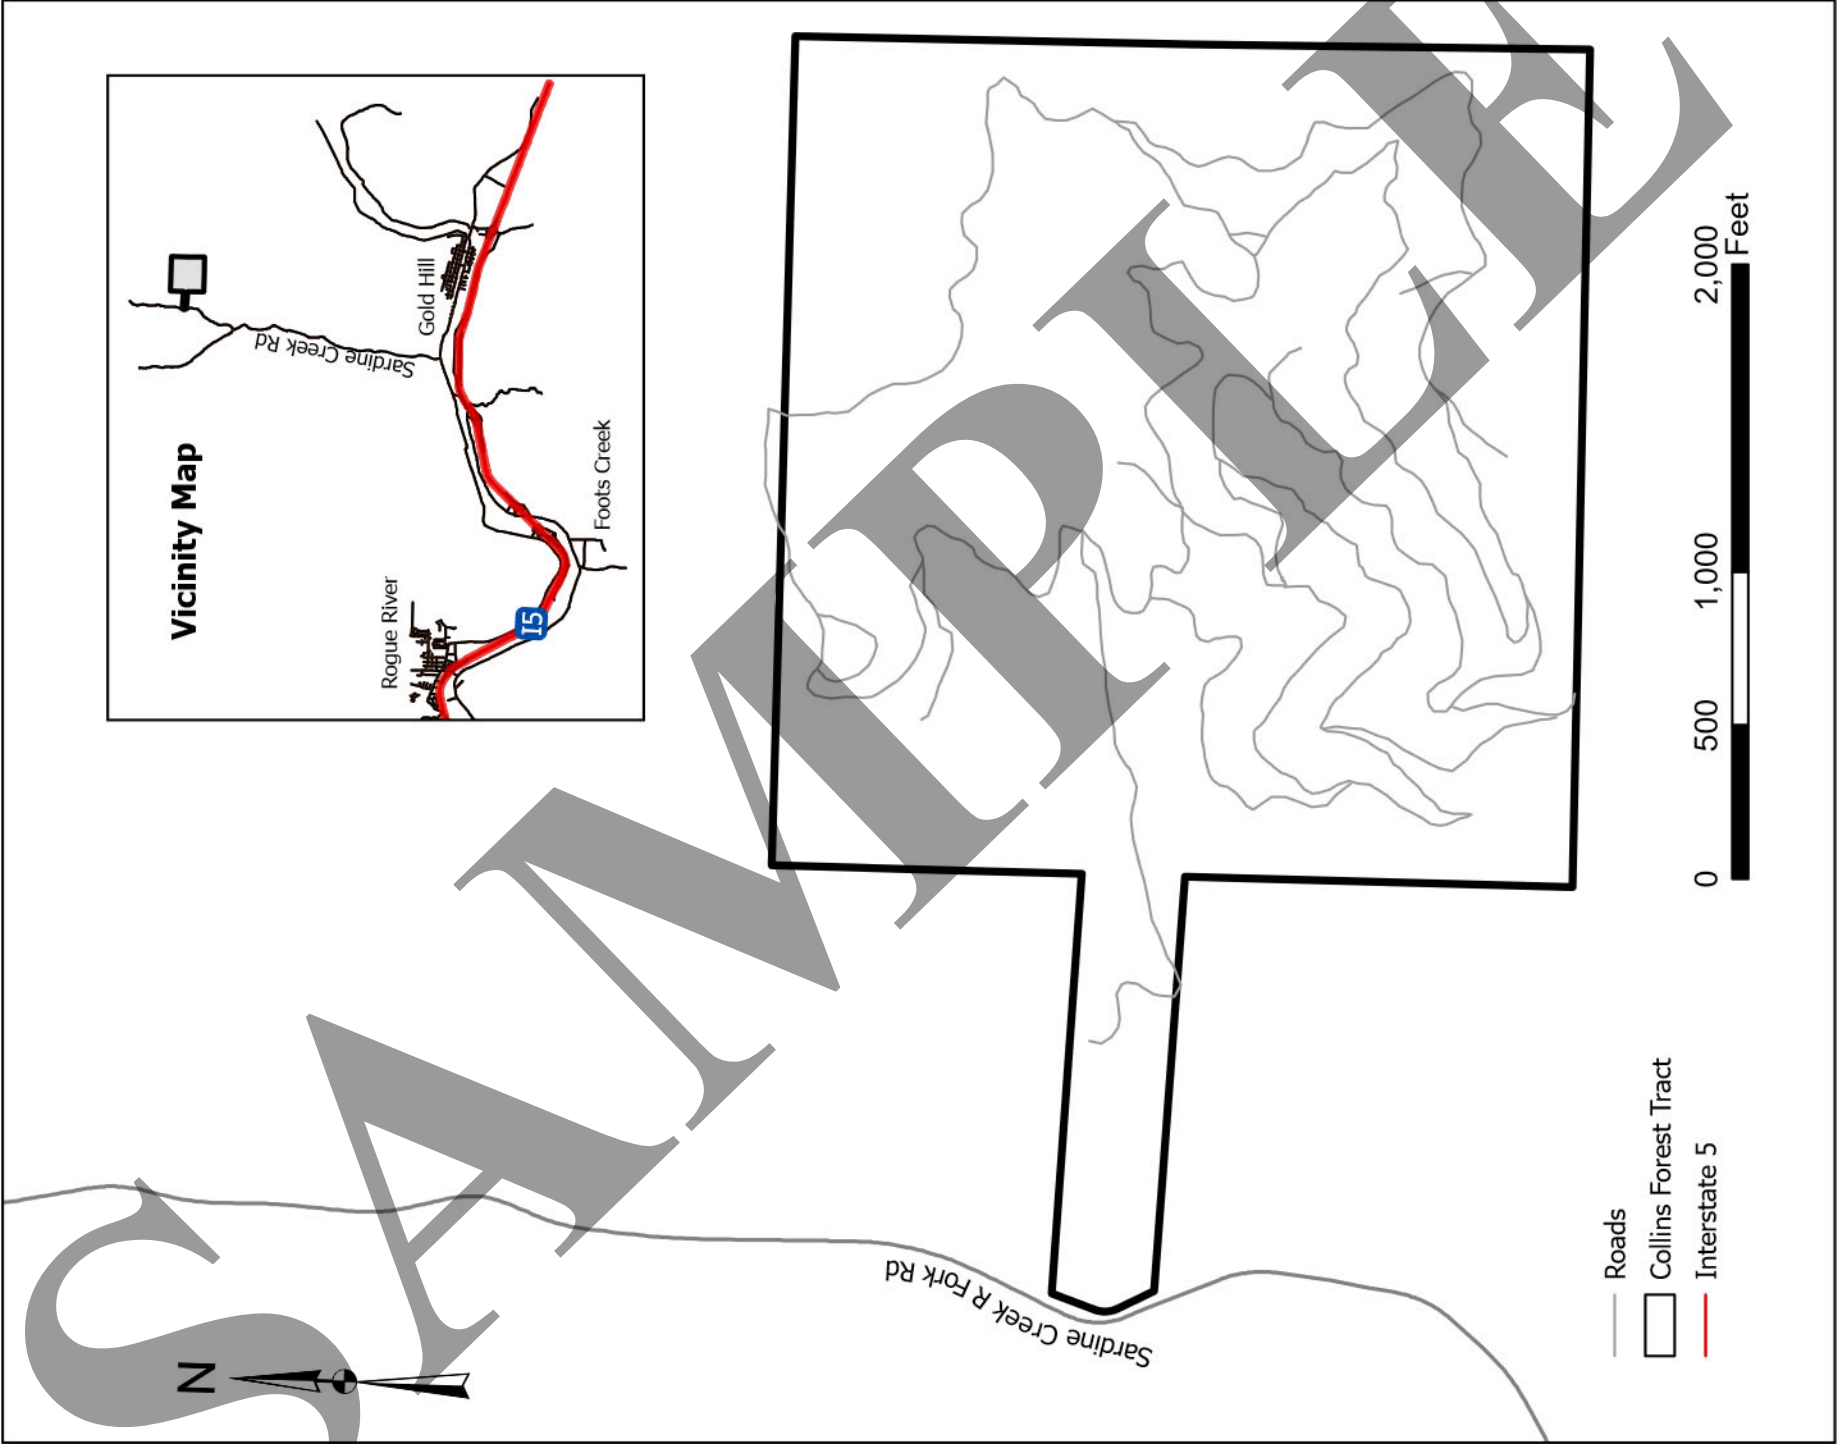 Vicinity Map
Rogue River
Gold Hill
Foots Creek
Sardine Creek Rd
I5
N
Sardine Creek R Fork Rd
Roads
Collins Forest Tract
Interstate 5
0 500 1,000 2,000
Feet
SAMPLE